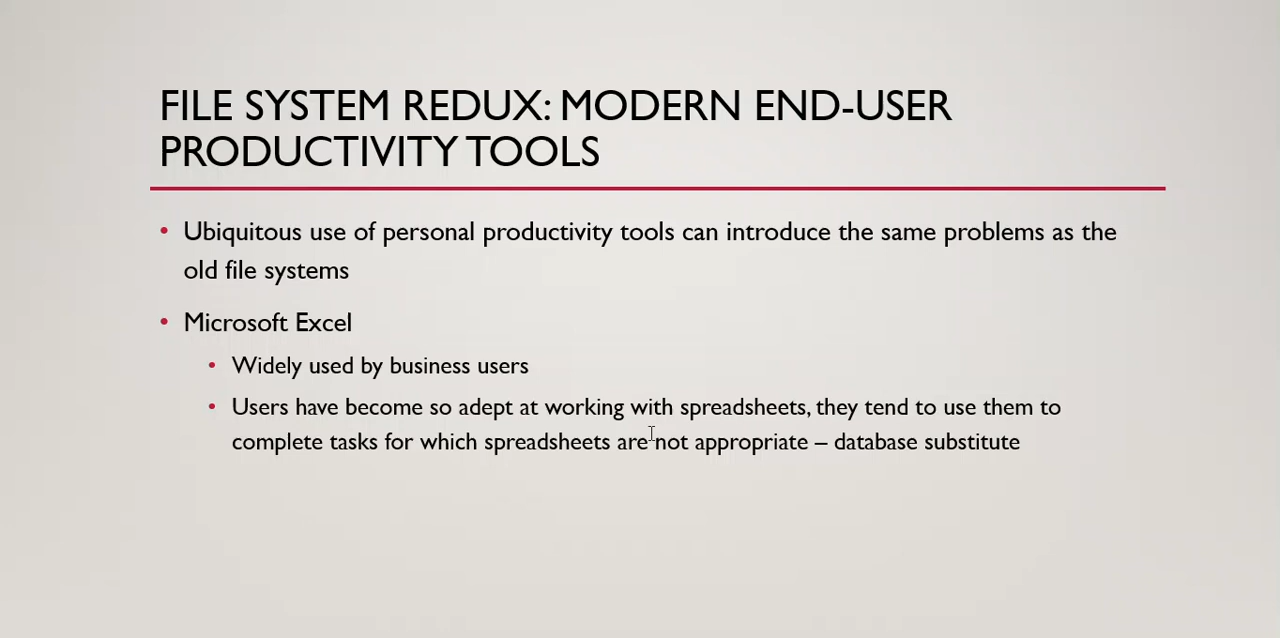 FILE SYSTEM REDUX: MODERN END-USER
PRODUCTIVITY TOOLS
• Ubiquitous use of personal productivity tools can introduce the same problems as the
old file systems
• Microsoft Excel
• Widely used by business users
• Users have become so adept at working with spreadsheets, they tend to use them to
complete tasks for which spreadsheets are not appropriate – database substitute